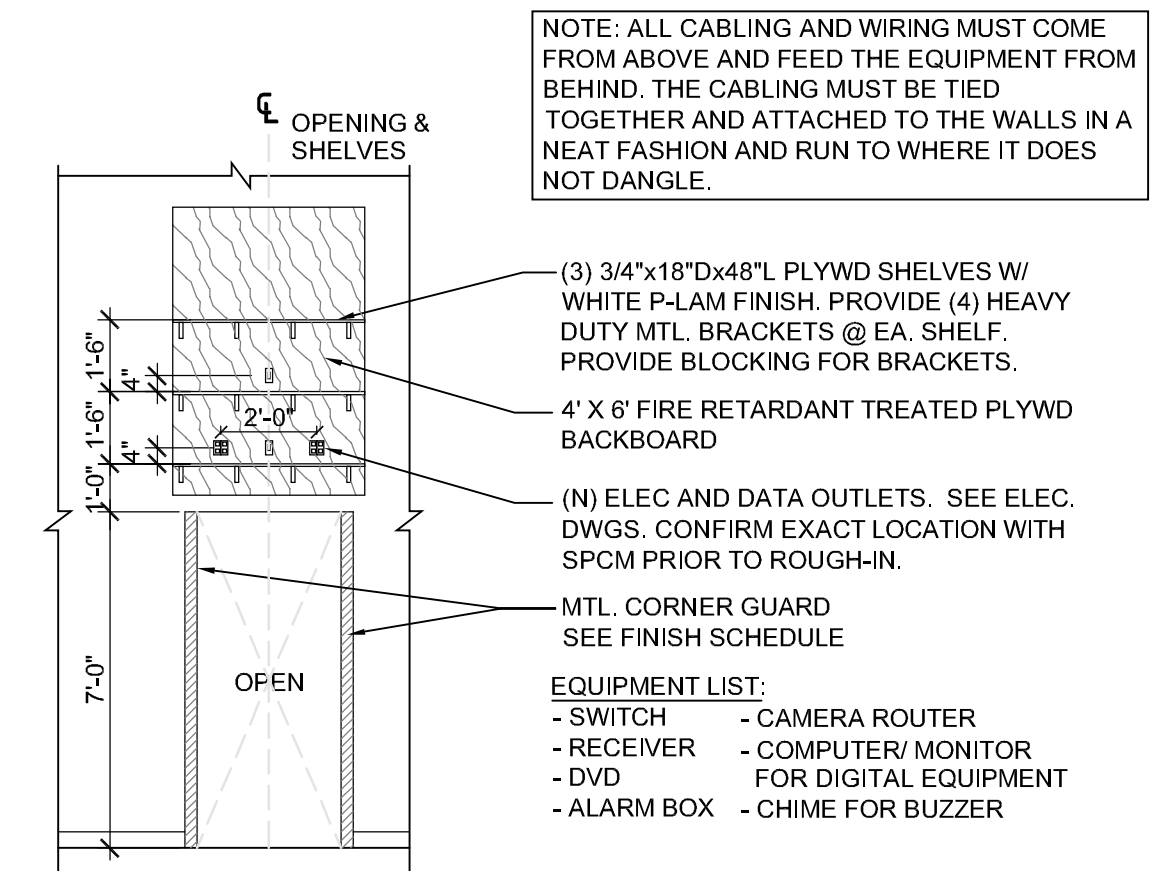 NOTE: ALL CABLING AND WIRING MUST COME
FROM ABOVE AND FEED THE EQUIPMENT FROM
BEHIND. THE CABLING MUST BE TIED
TOGETHER AND ATTACHED TO THE WALLS IN A
NEAT FASHION AND RUN TO WHERE IT DOES
NOT DANGLE.
℄ OPENING &
SHELVES
(3) 3/4"x18"Dx48"L PLYWD SHELVES W/
WHITE P-LAM FINISH. PROVIDE (4) HEAVY
DUTY MTL. BRACKETS @ EA. SHELF.
PROVIDE BLOCKING FOR BRACKETS.
4' X 6' FIRE RETARDANT TREATED PLYWD
BACKBOARD
(N) ELEC AND DATA OUTLETS. SEE ELEC.
DWGS. CONFIRM EXACT LOCATION WITH
SPCM PRIOR TO ROUGH-IN.
MTL. CORNER GUARD
SEE FINISH SCHEDULE
1'-6"
4"
1'-6"
4"
2'-0"
1'-0"
7'-0"
OPEN
EQUIPMENT LIST:
- SWITCH
- RECEIVER
- DVD
- ALARM BOX
- CAMERA ROUTER
- COMPUTER/ MONITOR
FOR DIGITAL EQUIPMENT
- CHIME FOR BUZZER